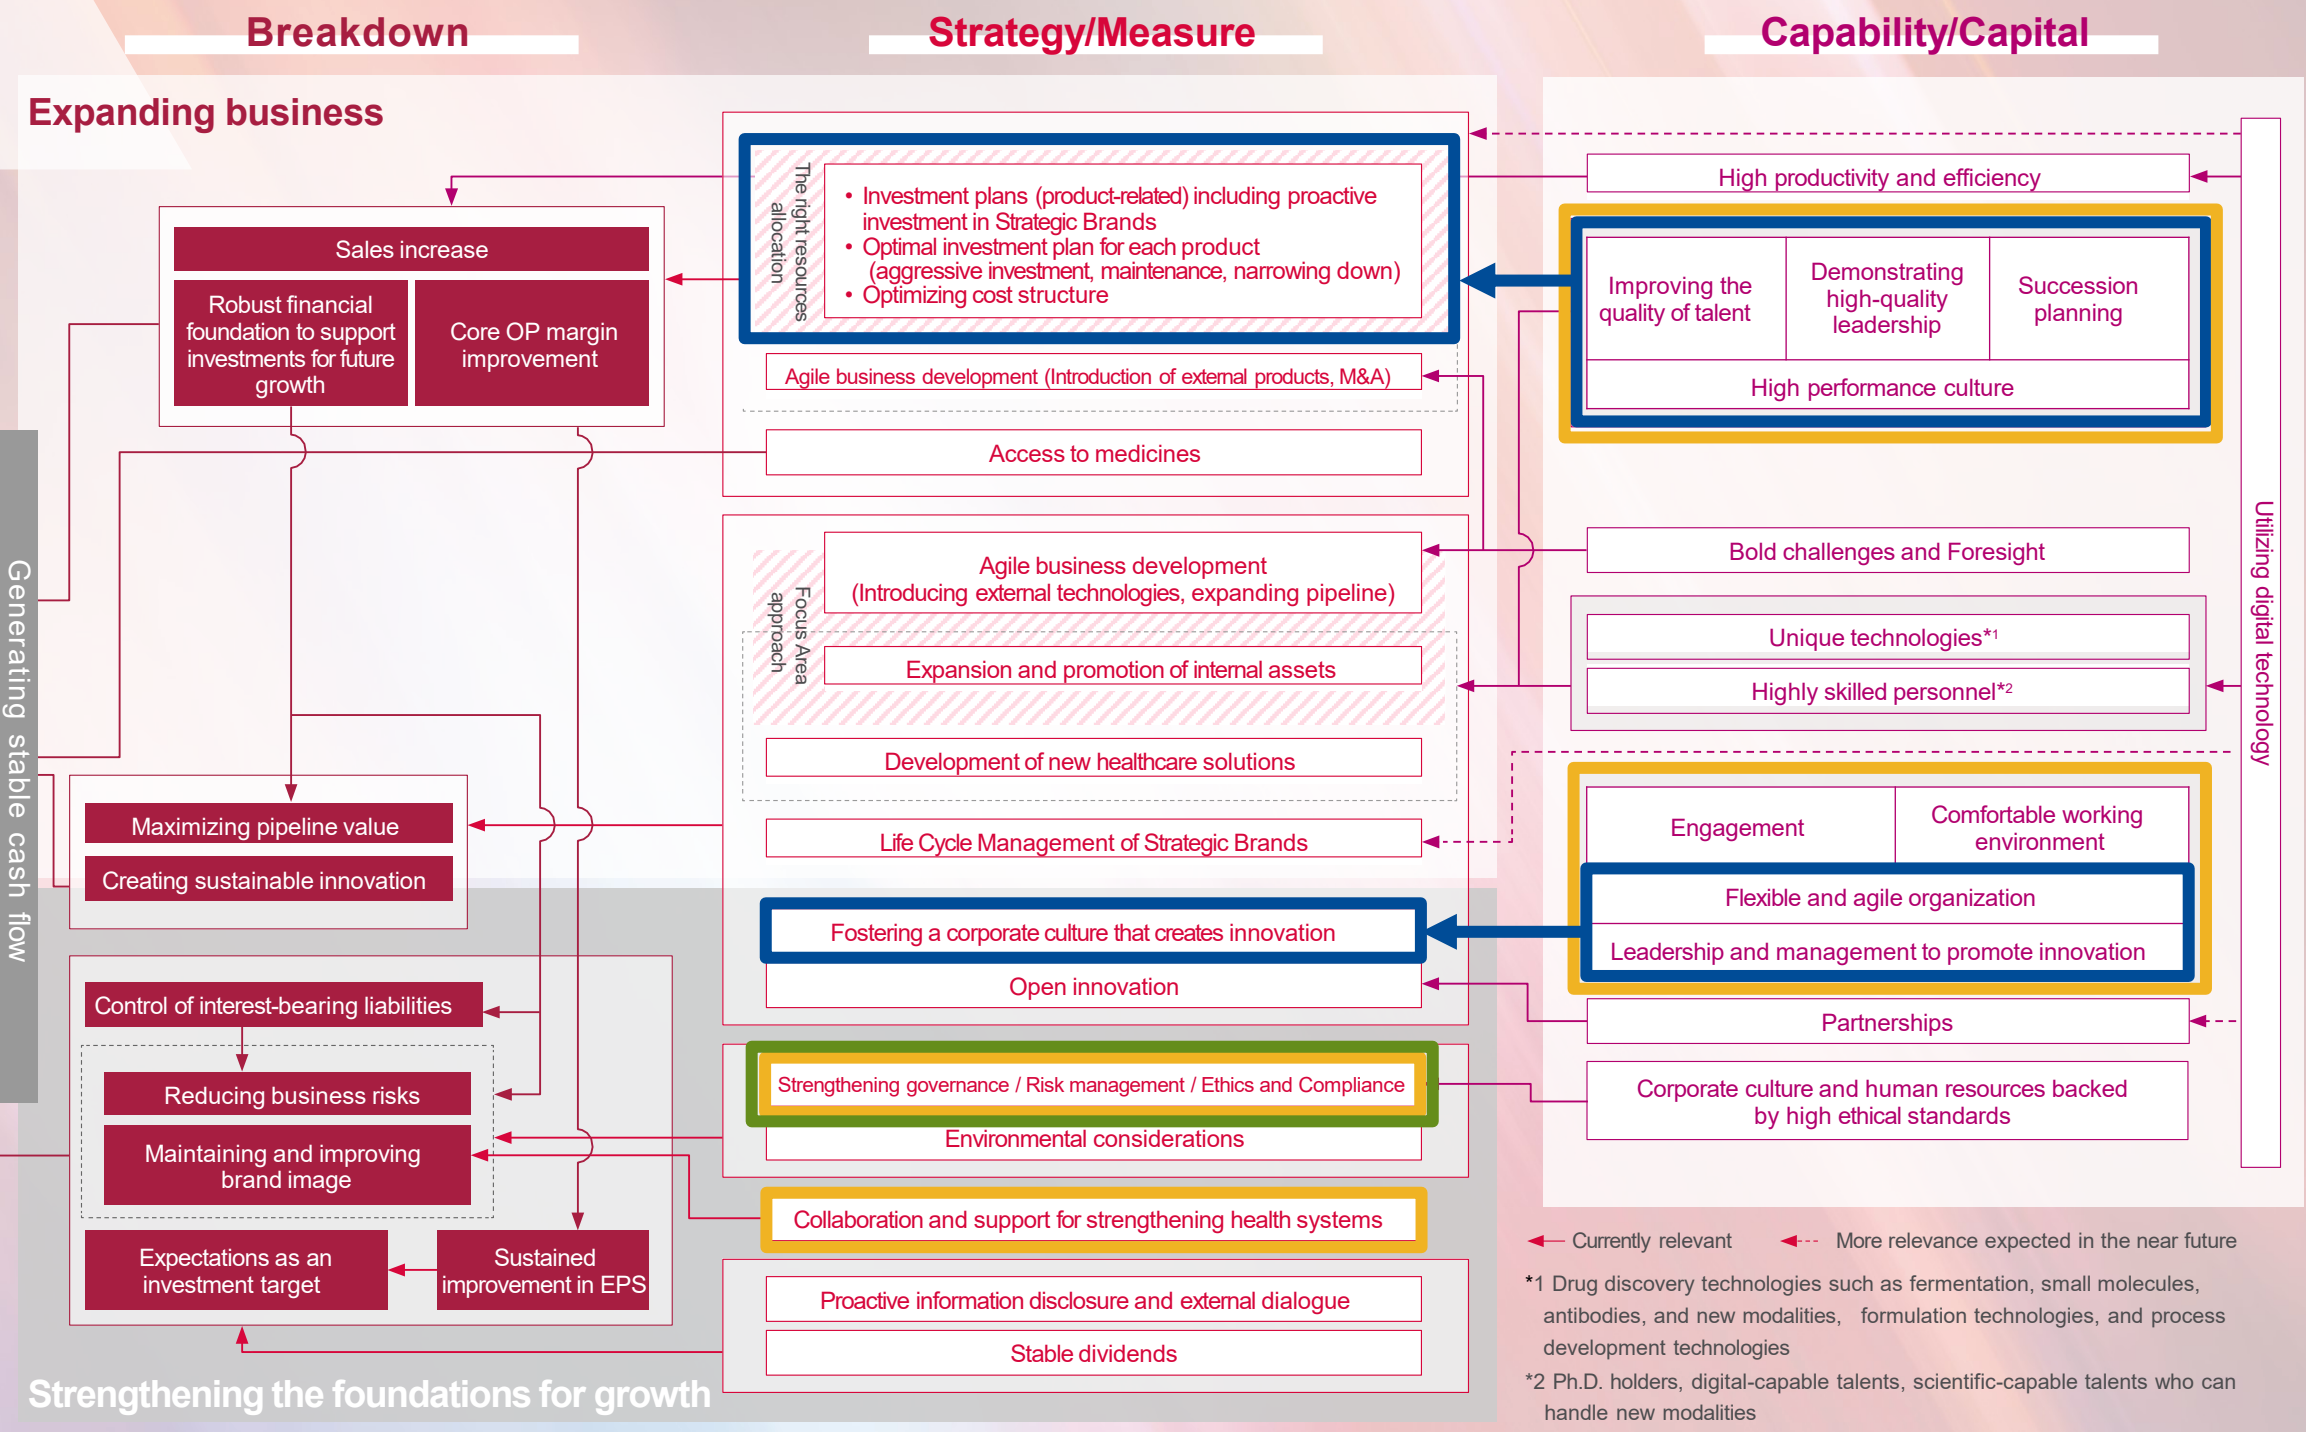 Breakdown
Strategy/Measure
Capability/Capital
Expanding business
Generating stable cash flow
Sales increase
Robust financial
foundation to support
investments for future
growth
Core OP margin
improvement
Maximizing pipeline value
Creating sustainable innovation
Control of interest-bearing liabilities
Reducing business risks
Maintaining and improving
brand image
Expectations as an
investment target
Sustained
improvement in EPS
Strengthening the foundations for growth
The right resources
allocation
• Investment plans (product-related) including proactive
investment in Strategic Brands
• Optimal investment plan for each product
(aggressive investment, maintenance, narrowing down)
• Optimizing cost structure
Agile business development (Introduction of external products, M&A)
Access to medicines
Focus Area
approach
Agile business development
(Introducing external technologies, expanding pipeline)
Expansion and promotion of internal assets
Development of new healthcare solutions
Life Cycle Management of Strategic Brands
Fostering a corporate culture that creates innovation
Open innovation
Strengthening governance / Risk management / Ethics and Compliance
Environmental considerations
Collaboration and support for strengthening health systems
Proactive information disclosure and external dialogue
Stable dividends
High productivity and efficiency
Improving the
quality of talent
Demonstrating
high-quality
leadership
Succession
planning
High performance culture
Bold challenges and Foresight
Unique technologies*1
Highly skilled personnel*2
Engagement
Comfortable working
environment
Flexible and agile organization
Leadership and management to promote innovation
Partnerships
Corporate culture and human resources backed
by high ethical standards
Utilizing digital technology
Currently relevant
More relevance expected in the near future
*1 Drug discovery technologies such as fermentation, small molecules,
antibodies, and new modalities, formulation technologies, and process
development technologies
*2 Ph.D. holders, digital-capable talents, scientific-capable talents who can
handle new modalities